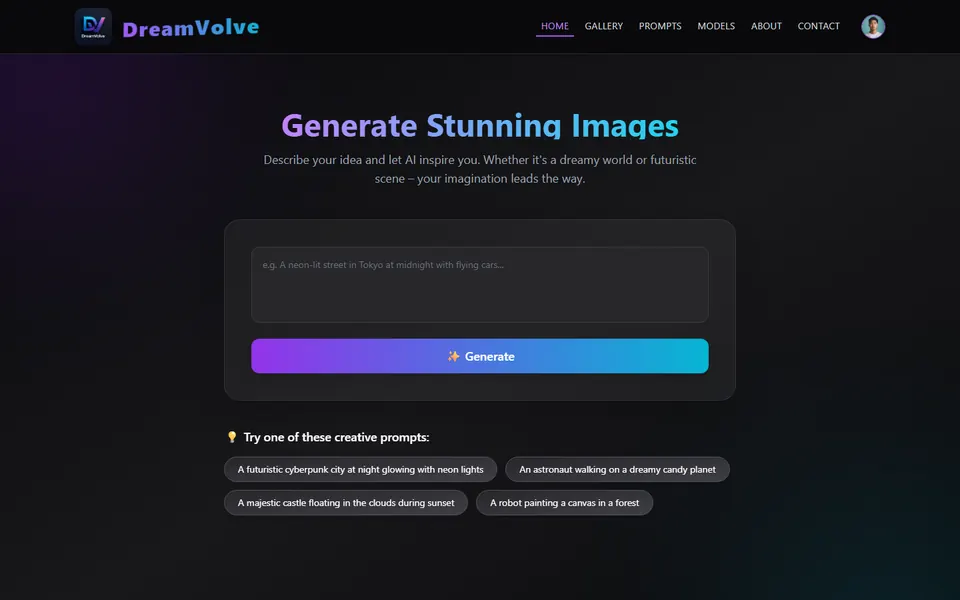 DV
DreamVolve
DreamVolve
HOME
GALLERY
PROMPTS
MODELS
ABOUT
CONTACT
Generate Stunning Images
Describe your idea and let AI inspire you. Whether it's a dreamy world or futuristic
scene – your imagination leads the way.
e.g. A neon-lit street in Tokyo at midnight with flying cars...
✨ Generate
💡 Try one of these creative prompts:
A futuristic cyberpunk city at night glowing with neon lights
An astronaut walking on a dreamy candy planet
A majestic castle floating in the clouds during sunset
A robot painting a canvas in a forest